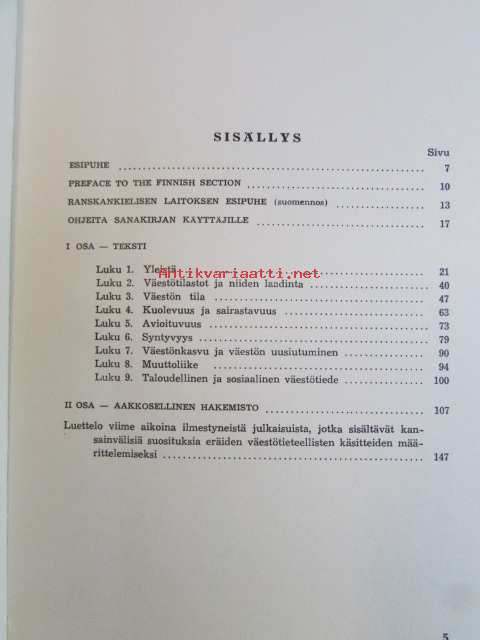 SISÄLLYS
Sivu
ESIPUHE 7
PREFACE TO THE FINNISH SECTION 10
RANSKANKIELISEN LAITOKSEN ESIPUHE (suomennos) 13
OHJEITA SANAKIRJAN KÄYTTÄJILLE 17
I OSA — TEKSTI
Luku 1. Yleistä 21
Antikvariaatti.net
Luku 2. Väestötilastot ja niiden laadinta 40
Luku 3. Väestön tila 47
Luku 4. Kuolevuus ja sairastavuus 63
Luku 5. Avioituvuus 73
Luku 6. Syntyvyys 79
Luku 7. Väestönkasvu ja väestön uusiutuminen 90
Luku 8. Muuttoliike 94
Luku 9. Taloudellinen ja sosiaalinen väestötiede 100
II OSA — AAKKOSELLINEN HAKEMISTO 107
Luettelo viime aikoina ilmestyneistä julkaisuista, jotka sisältävät kan-
sainvälisiä suosituksia eräiden väestötieteellisten käsitteiden mää-
rittelemiseksi 147
5